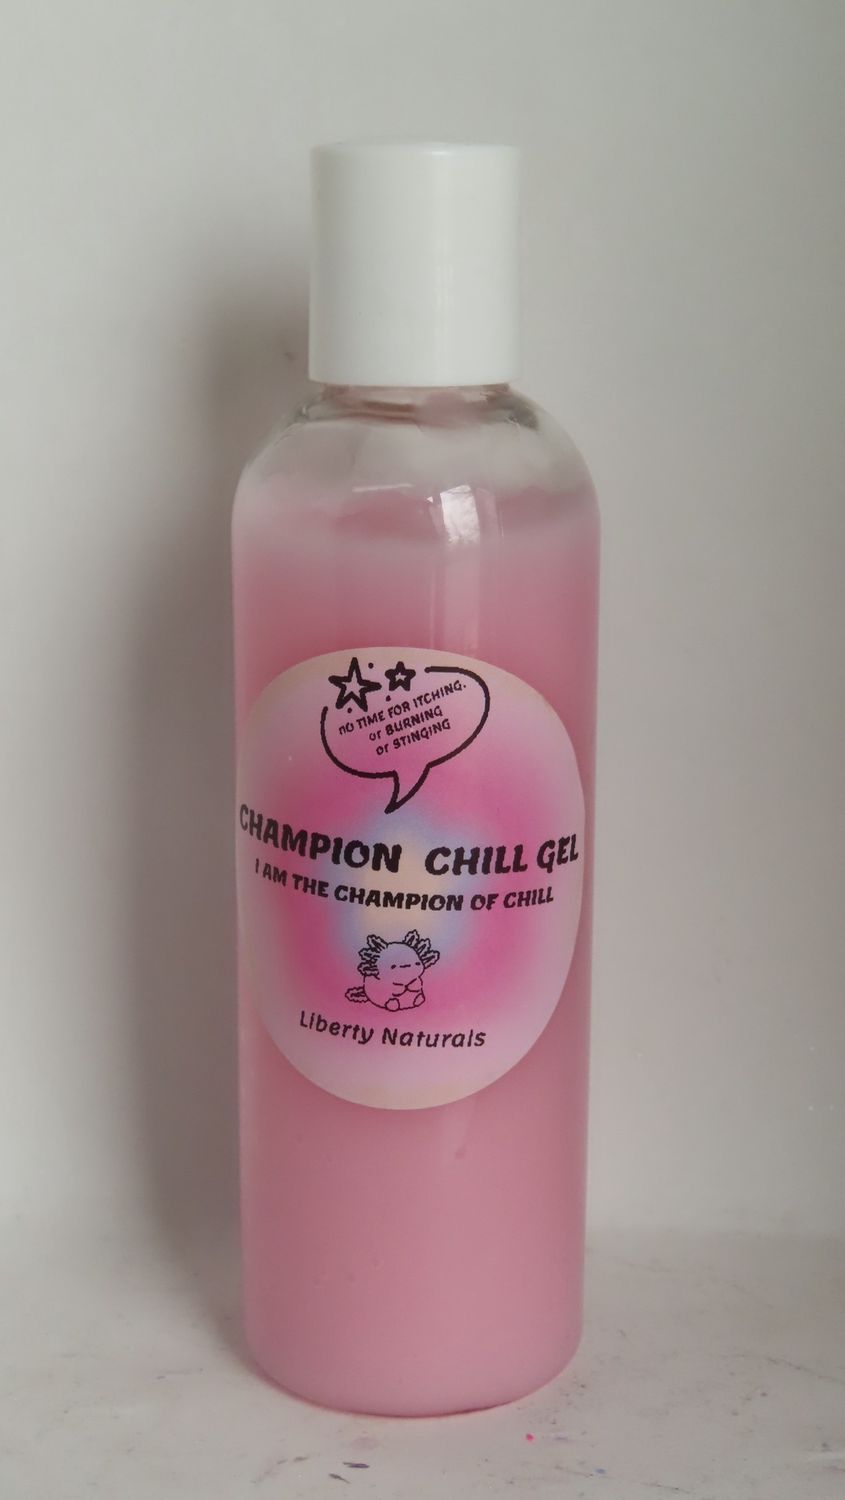 no TIME FOR ITCHING.
or BURNING
or STINGING
CHAMPION CHILL GEL
I AM THE CHAMPION OF CHILL
Liberty Naturals